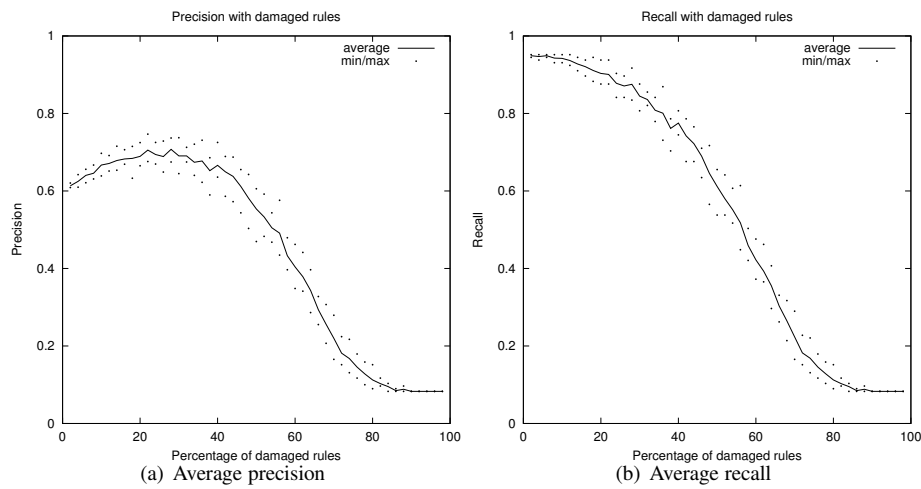 Precision with damaged rules
1
average
min/max
0.8
0.6
Precision
0.4
0.2
0
0 20 40 60 80 100
Percentage of damaged rules
(a) Average precision
Recall with damaged rules
1
average
min/max
0.8
0.6
Recall
0.4
0.2
0
0 20 40 60 80 100
Percentage of damaged rules
(b) Average recall